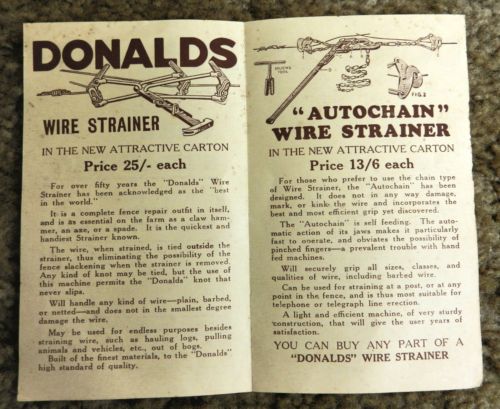 DONALDS
WIRE STRAINER
IN THE NEW ATTRACTIVE CARTON
Price 25/- each
For over fifty years the "Donalds" Wire
Strainer has been acknowledged as the "best
in the world."
It is a complete fence repair outfit in itself,
and is as essential on the farm as a claw ham-
mer, an axe, or a spade. It is the quickest and
handiest Strainer known.
The wire, when strained, is tied outside the
strainer, thus eliminating the possibility of the
fence slackening when the strainer is removed.
Any kind of knot may be tied, but the use of
this machine permits the "Donalds" knot that
never slips.
Will handle any kind of wire—plain, barbed,
or netted—and does not in the smallest degree
damage the wire.
May be used for endless purposes besides
straining wire, such as hauling logs, pulling
animals and vehicles, etc., out of bogs.
Built of the finest materials, to the "Donalds"
high standard of quality.
FIG.2
"AUTOCHAIN"
WIRE STRAINER
IN THE NEW ATTRACTIVE CARTON
Price 13/6 each
For those who prefer to use the chain type
of Wire Strainer, the "Autochain" has been
designed. It does not in any way damage,
mark, or kink the wire and incorporates the
best and most efficient grip yet discovered.
The "Autochain" is self feeding. The auto-
matic action of its jaws makes it particularly
fast to operate, and obviates the possibility of
pinched fingers—a prevalent trouble with hand
fed machines.
Will securely grip all sizes, classes, and
qualities of wire, including barbed wire.
Can be used for straining at a post, or at any
point in the fence, and is thus most suitable for
telephone or telegraph line erection.
A light and efficient machine, of very sturdy
construction, that will give the user years of
satisfaction.
YOU CAN BUY ANY PART OF A
"DONALDS" WIRE STRAINER